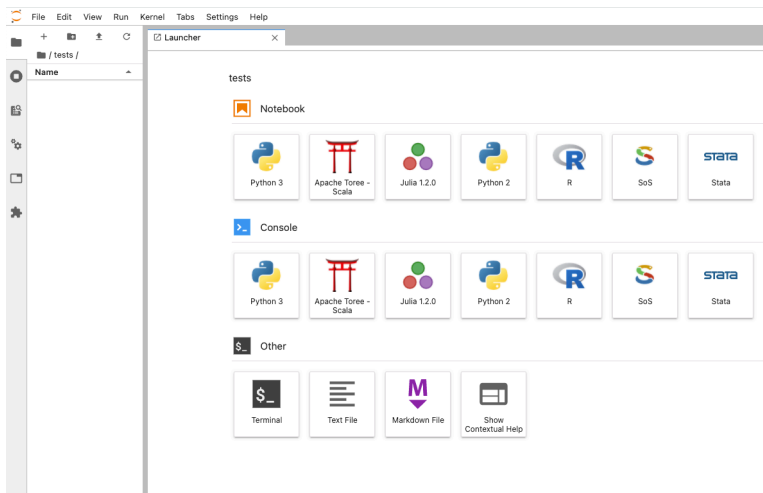 File Edit View Run Kernel Tabs Settings Help
Launcher
/ tests /
Name
tests
Notebook
Python 3
Apache Toree -
Scala
Julia 1.2.0
Python 2
R
R
SoS
S
STATA
Stata
Console
Python 3
Apache Toree -
Scala
Julia 1.2.0
Python 2
R
R
SoS
S
STATA
Stata
$_ Other
$_
Terminal
Text File
M
Markdown File
Show
Contextual Help